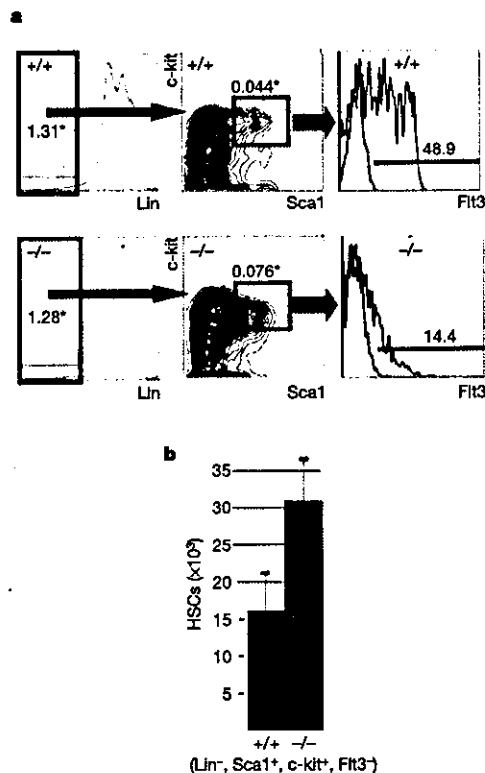 a
+/+
1.31*
Lin
c-kit
+/+
0.044*
Sca1
48.9
Flt3
–/–
1.28*
Lin
c-kit
–/–
0.076*
Sca1
–/–
14.4
Flt3
b
HSCs (×10³)
35
30
25
20
15
10
5
+/+ –/–
(Lin⁻, Sca1⁺, c-kit⁺, Flt3⁻)